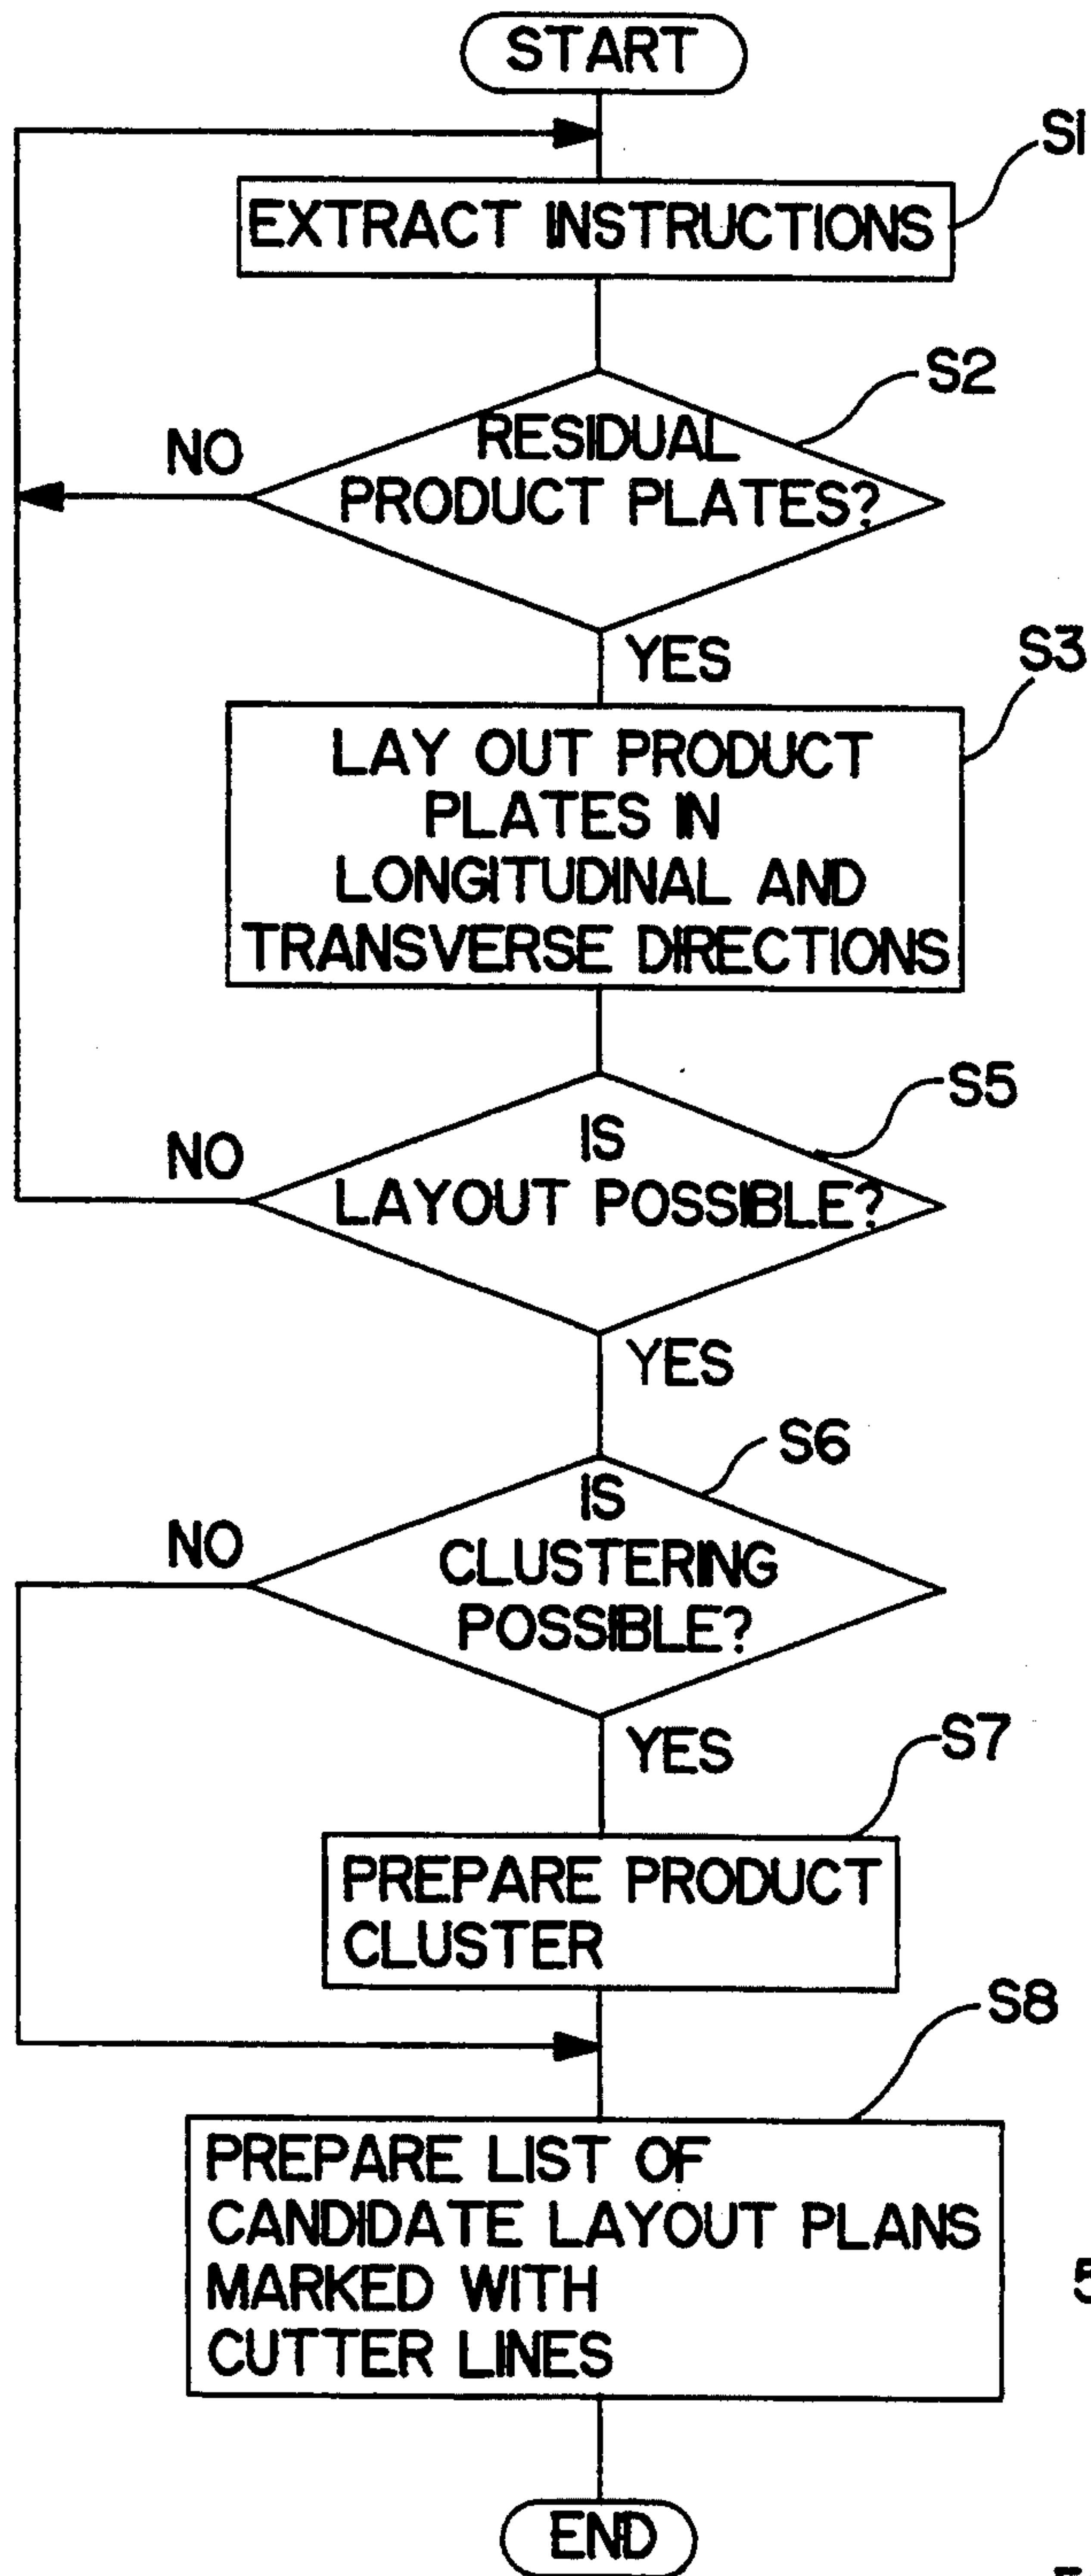 START
S1
EXTRACT INSTRUCTIONS
S2
RESIDUAL
PRODUCT PLATES?
NO
YES
S3
LAY OUT PRODUCT
PLATES IN
LONGITUDINAL AND
TRANSVERSE DIRECTIONS
S5
IS
LAYOUT POSSIBLE?
NO
YES
S6
IS
CLUSTERING
POSSIBLE?
NO
YES
S7
PREPARE PRODUCT
CLUSTER
S8
PREPARE LIST OF
CANDIDATE LAYOUT PLANS
MARKED WITH
CUTTER LINES
END